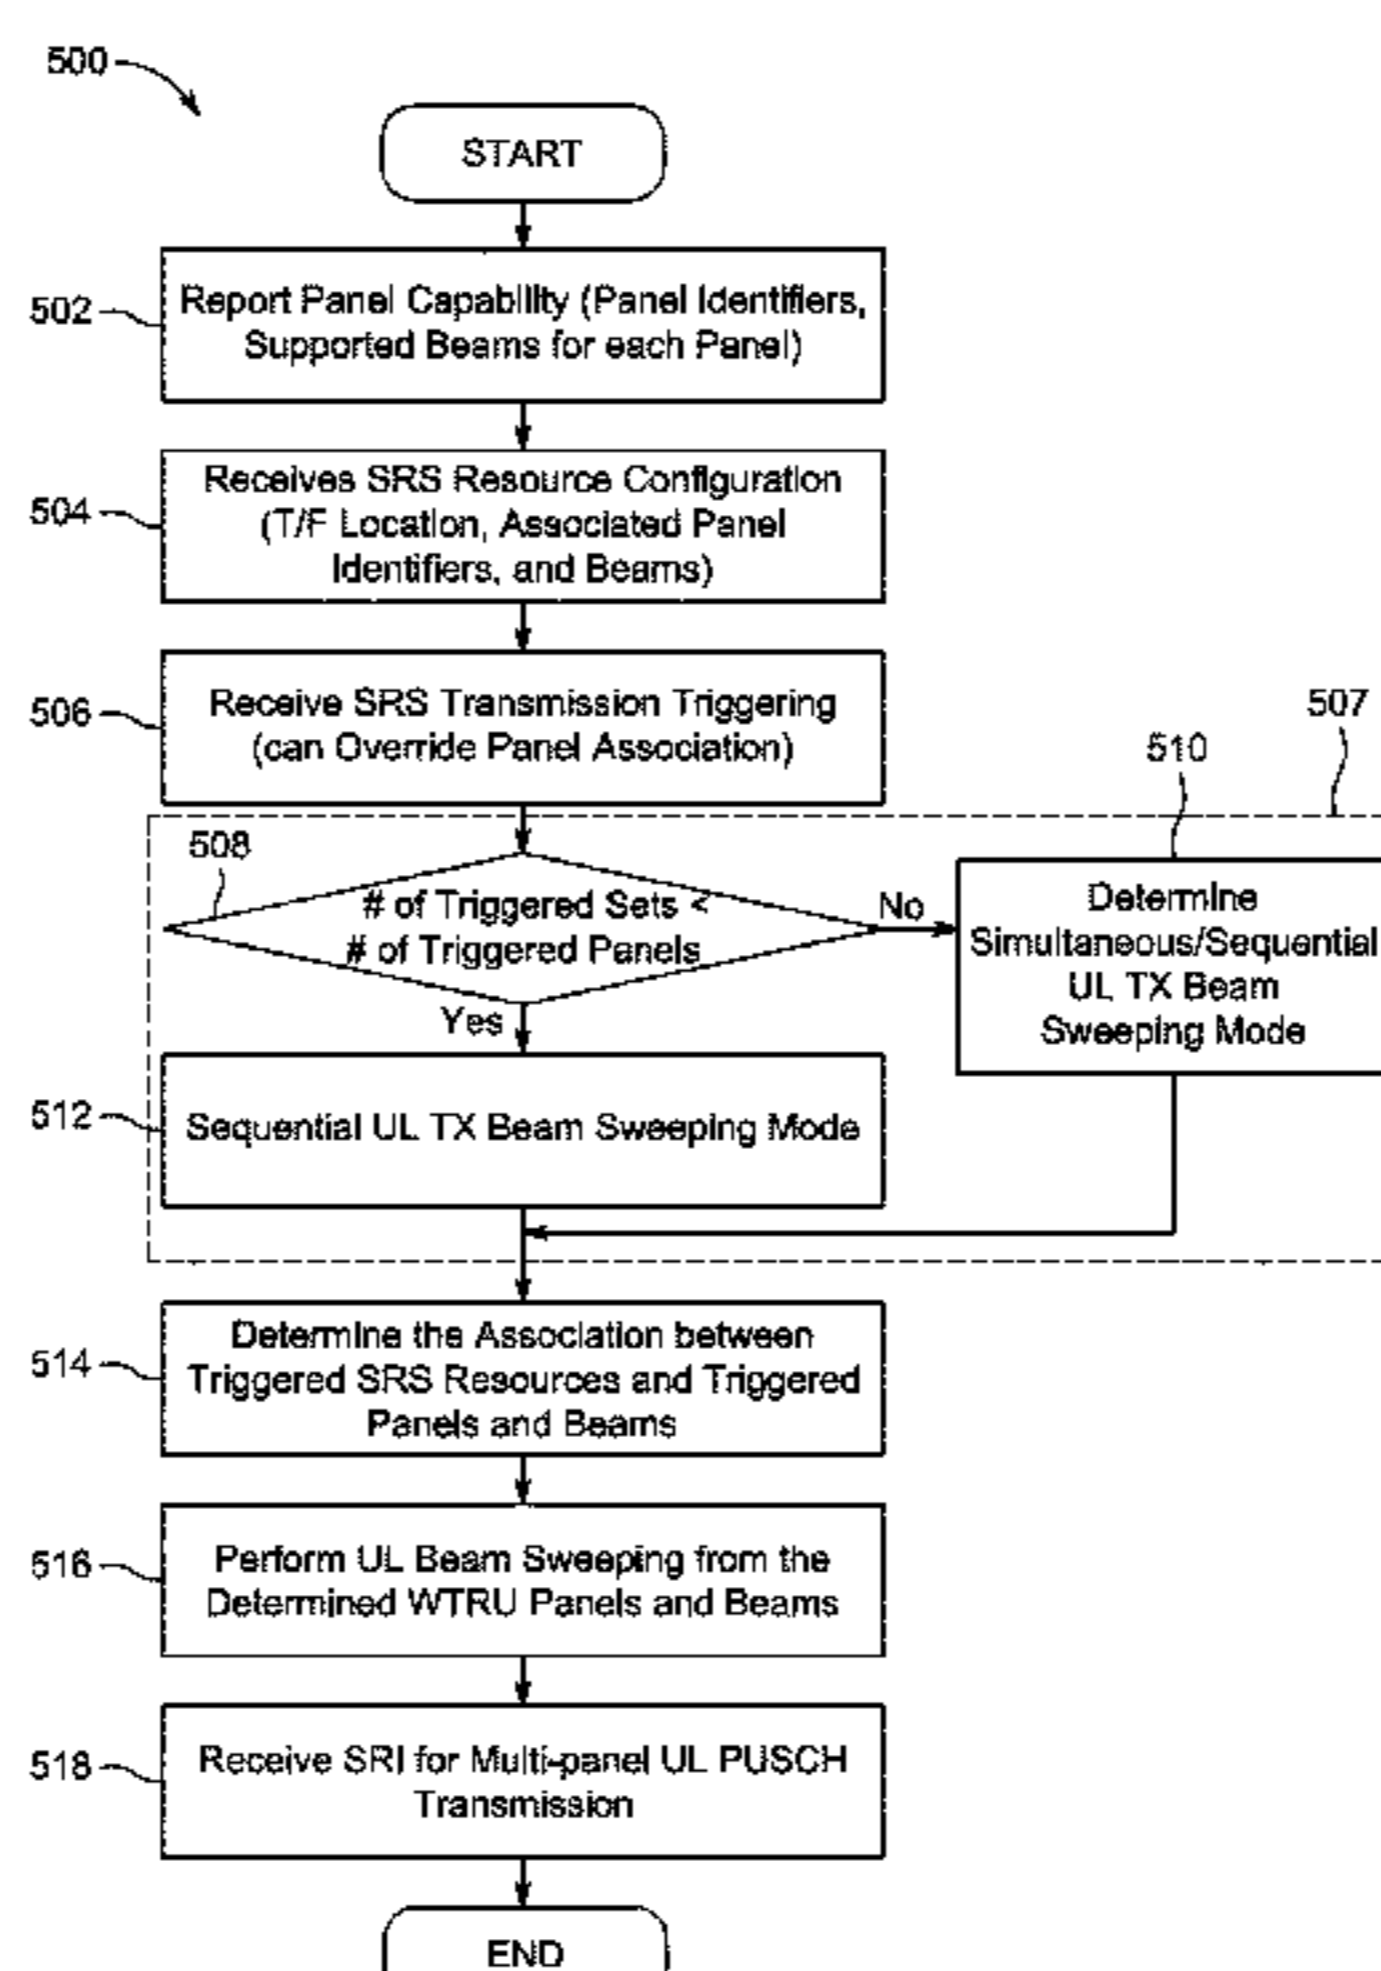 500
START
502
Report Panel Capability (Panel Identifiers,
Supported Beams for each Panel)
504
Receives SRS Resource Configuration
(T/F Location, Associated Panel
Identifiers, and Beams)
506
Receive SRS Transmission Triggering
(can Override Panel Association)
507
510
508
# of Triggered Sets <
# of Triggered Panels
No
Determine
Simultaneous/Sequential
UL TX Beam
Sweeping Mode
Yes
512
Sequential UL TX Beam Sweeping Mode
514
Determine the Association between
Triggered SRS Resources and Triggered
Panels and Beams
516
Perform UL Beam Sweeping from the
Determined WTRU Panels and Beams
518
Receive SRI for Multi-panel UL PUSCH
Transmission
END